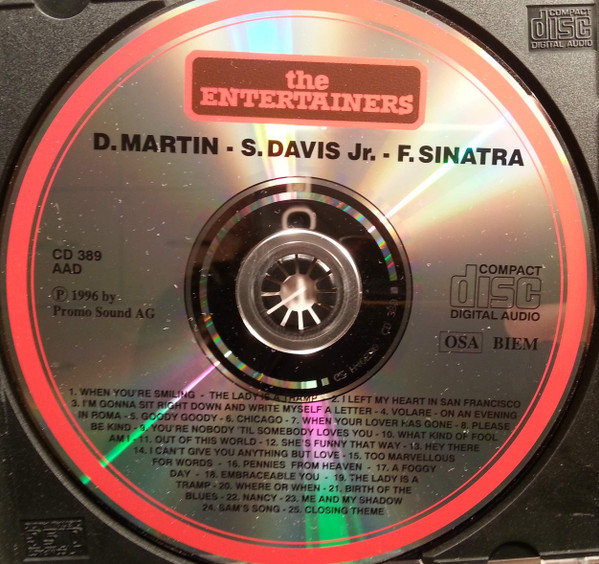 COMPACT
disc
DIGITAL AUDIO
the
ENTERTAINERS
D. MARTIN - S. DAVIS Jr. - F. SINATRA
CD 389
AAD
℗ 1996 by
Promo Sound AG
COMPACT
disc
DIGITAL AUDIO
OSA BIEM
1. WHEN YOU'RE SMILING - THE LADY IS A TRAMP - 2. I LEFT MY HEART IN SAN FRANCISCO
3. I'M GONNA SIT RIGHT DOWN AND WRITE MYSELF A LETTER - 4. VOLARE - ON AN EVENING
IN ROMA - 5. GOODY GOODY - 6. CHICAGO - 7. WHEN YOUR LOVER HAS GONE - 8. PLEASE
BE KIND - 9. YOU'RE NOBODY TIL SOMEBODY LOVES YOU - 10. WHAT KIND OF FOOL
AM I - 11. OUT OF THIS WORLD - 12. SHE'S FUNNY THAT WAY - 13. HEY THERE
14. I CAN'T GIVE YOU ANYTHING BUT LOVE - 15. TOO MARVELLOUS
FOR WORDS - 16. PENNIES FROM HEAVEN - 17. A FOGGY
DAY - 18. EMBRACEABLE YOU - 19. THE LADY IS A
TRAMP - 20. WHERE OR WHEN - 21. BIRTH OF THE
BLUES - 22. NANCY - 23. ME AND MY SHADOW
24. SAM'S SONG - 25. CLOSING THEME